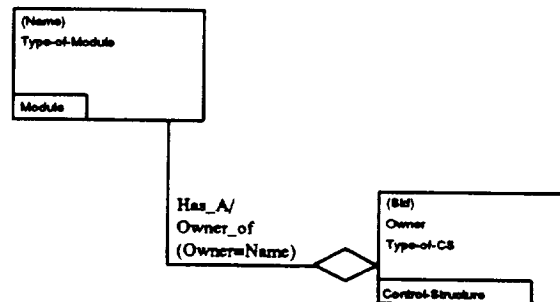 (Name)
Type-of-Module
Module
Has_A/
Owner_of
(Owner=Name)
(Sid)
Owner
Type-of-CS
Control-Structure